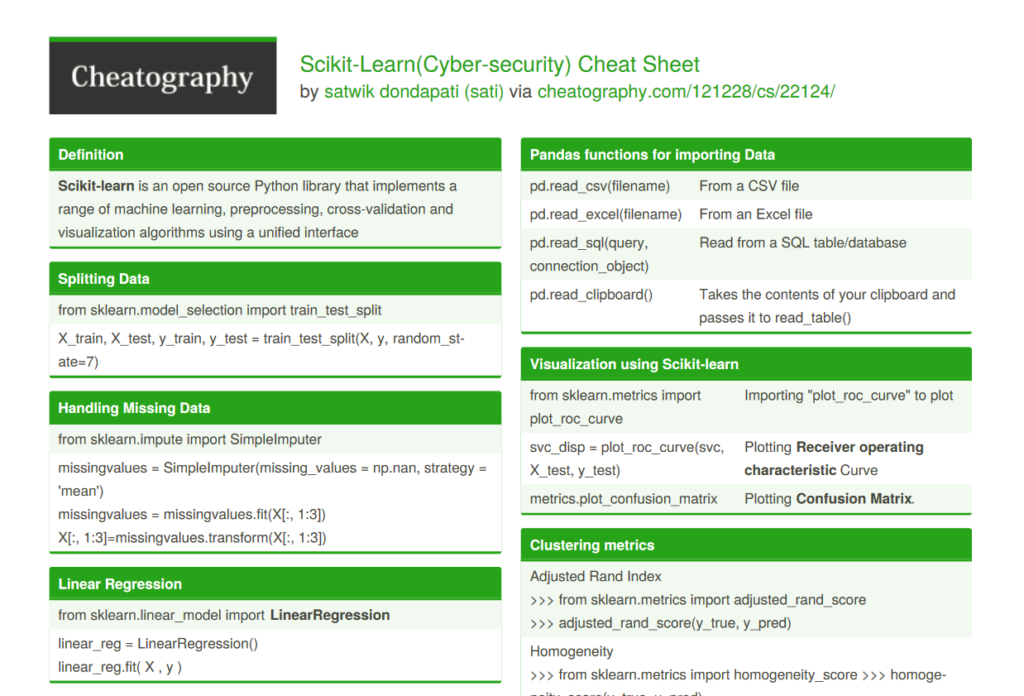 Cheatography
Scikit-Learn(Cyber-security) Cheat Sheet
by satwik dondapati (sati) via cheatography.com/121228/cs/22124/
Definition
Scikit-learn is an open source Python library that implements a
range of machine learning, preprocessing, cross-validation and
visualization algorithms using a unified interface
Splitting Data
from sklearn.model_selection import train_test_split
X_train, X_test, y_train, y_test = train_test_split(X, y, random_st-
ate=7)
Handling Missing Data
from sklearn.impute import SimpleImputer
missingvalues = SimpleImputer(missing_values = np.nan, strategy =
'mean')
missingvalues = missingvalues.fit(X[:, 1:3])
X[:, 1:3]=missingvalues.transform(X[:, 1:3])
Linear Regression
from sklearn.linear_model import LinearRegression
linear_reg = LinearRegression()
linear_reg.fit( X , y )
Pandas functions for importing Data
pd.read_csv(filename) From a CSV file
pd.read_excel(filename) From an Excel file
pd.read_sql(query, Read from a SQL table/database
connection_object)
pd.read_clipboard() Takes the contents of your clipboard and
passes it to read_table()
Visualization using Scikit-learn
from sklearn.metrics import Importing "plot_roc_curve" to plot
plot_roc_curve
svc_disp = plot_roc_curve(svc, Plotting Receiver operating
X_test, y_test) characteristic Curve
metrics.plot_confusion_matrix Plotting Confusion Matrix.
Clustering metrics
Adjusted Rand Index
>>> from sklearn.metrics import adjusted_rand_score
>>> adjusted_rand_score(y_true, y_pred)
Homogeneity
>>> from sklearn.metrics import homogeneity_score >>> homoge-
neity_score(y_true, y_pred)